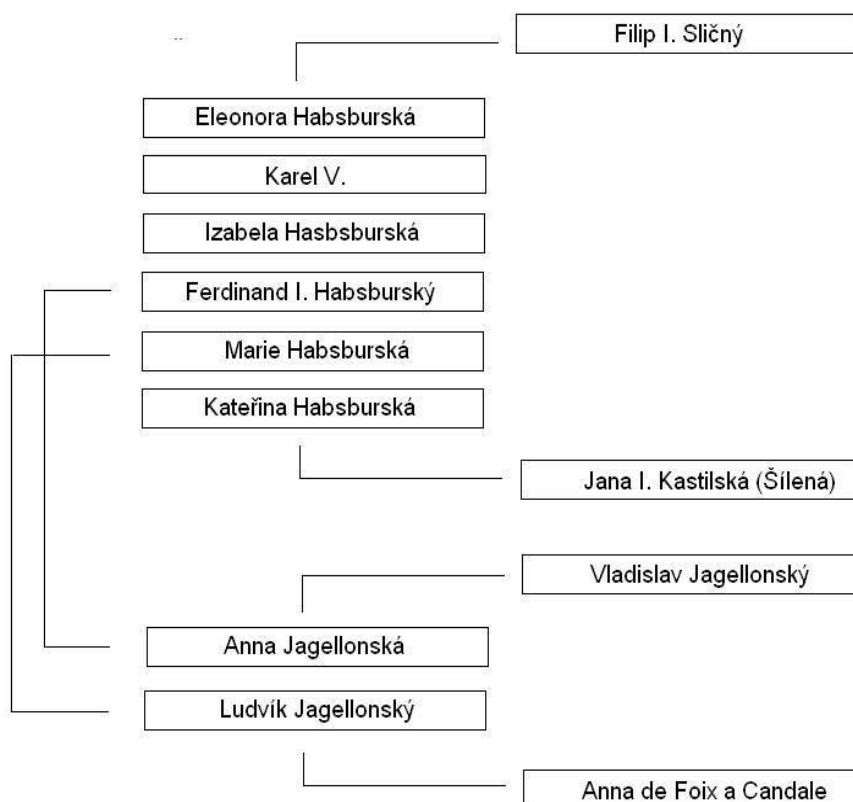 Filip I. Sličný
Eleonora Habsburská
Karel V.
Izabela Hasbsburská
Ferdinand I. Habsburský
Marie Habsburská
Kateřina Habsburská
Jana I. Kastilská (Šílená)
Vladislav Jagellonský
Anna Jagellonská
Ludvík Jagellonský
Anna de Foix a Candale